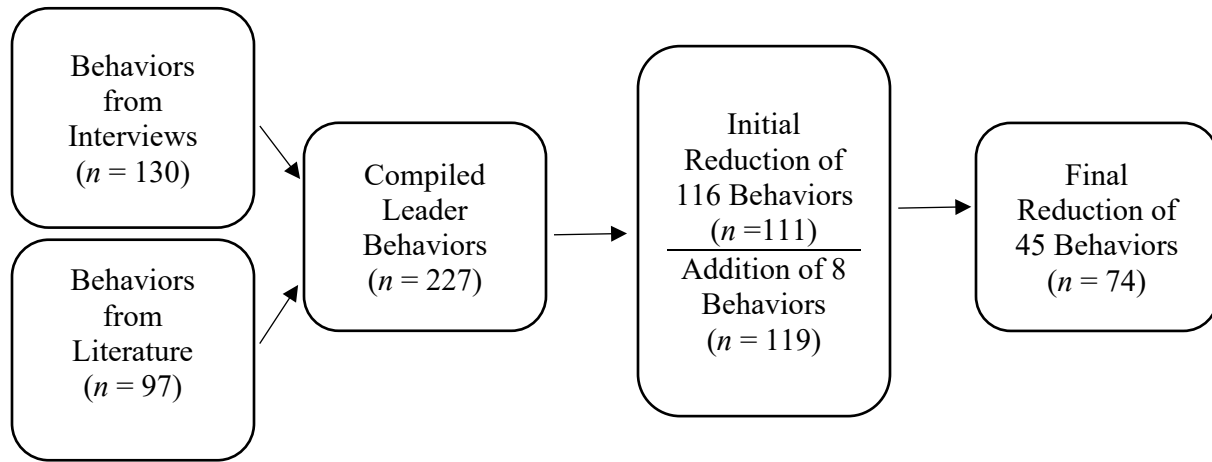 Behaviors
from
Interviews
(n = 130)
Behaviors
from
Literature
(n = 97)
Compiled
Leader
Behaviors
(n = 227)
Initial
Reduction of
116 Behaviors
(n =111)
Addition of 8
Behaviors
(n = 119)
Final
Reduction of
45 Behaviors
(n = 74)